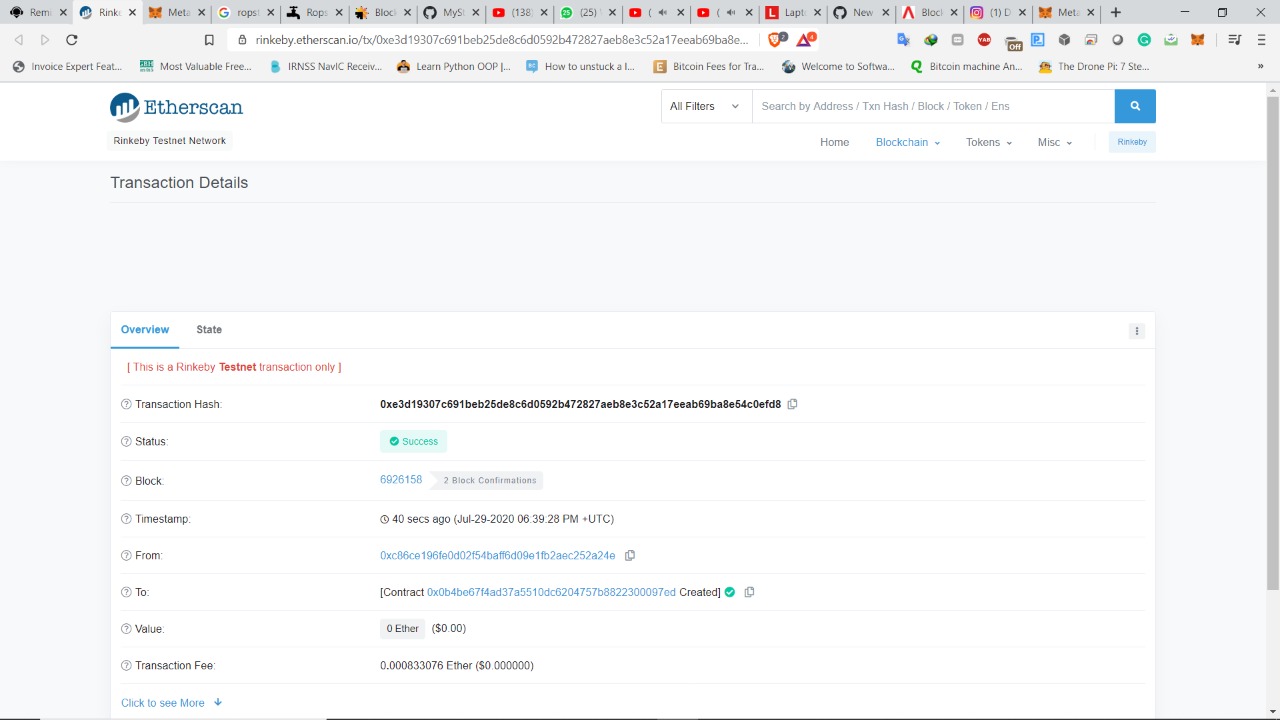 Rem
Rinke
Meta
ropst
Rops
Block
MySt
(138)
(25)
(
(
Lapt
New
Block
(1) D
Meta
rinkeby.etherscan.io/tx/0xe3d19307c691beb25de8c6d0592b472827aeb8e3c52a17eeab69ba8e...
2
4
YAB
Off
Invoice Expert Feat...
Most Valuable Free...
IRNSS NavIC Receiv...
Learn Python OOP |...
How to unstuck a l...
Bitcoin Fees for Tra...
Welcome to Softwa...
Bitcoin machine An...
The Drone Pi: 7 Ste...
»
Etherscan
All Filters
Search by Address / Txn Hash / Block / Token / Ens
Rinkeby Testnet Network
Home
Blockchain
Tokens
Misc
Rinkeby
Transaction Details
Overview
State
[ This is a Rinkeby Testnet transaction only ]
Transaction Hash: 0xe3d19307c691beb25de8c6d0592b472827aeb8e3c52a17eeab69ba8e54c0efd8
Status: Success
Block: 6926158 2 Block Confirmations
Timestamp: 40 secs ago (Jul-29-2020 06:39:28 PM +UTC)
From: 0xc86ce196fe0d02f54baff6d09e1fb2aec252a24e
To: [Contract 0x0b4be67f4ad37a5510dc6204757b8822300097ed Created]
Value: 0 Ether ($0.00)
Transaction Fee: 0.000833076 Ether ($0.000000)
Click to see More